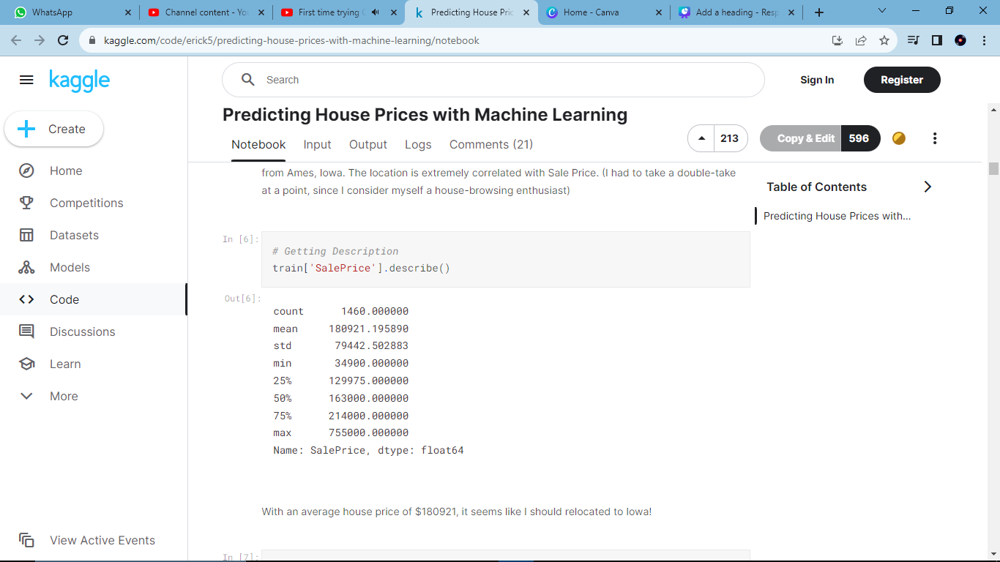 WhatsApp
Channel content - Yo
First time trying
Predicting House Pric
Home - Canva
Add a heading - Resp
kaggle.com/code/erick5/predicting-house-prices-with-machine-learning/notebook
kaggle
Search
Sign In
Register
Create
Home
Competitions
Datasets
Models
Code
Discussions
Learn
More
View Active Events
Predicting House Prices with Machine Learning
Notebook Input Output Logs Comments (21)
213
Copy & Edit 596
from Ames, Iowa. The location is extremely correlated with Sale Price. (I had to take a double-take
at a point, since I consider myself a house-browsing enthusiast)
Table of Contents
Predicting House Prices with...
In [6]:
# Getting Description
train['SalePrice'].describe()
Out[6]:
count 1460.000000
mean 180921.195890
std 79442.502883
min 34900.000000
25% 129975.000000
50% 163000.000000
75% 214000.000000
max 755000.000000
Name: SalePrice, dtype: float64
With an average house price of $180921, it seems like I should relocated to Iowa!
In [7]: